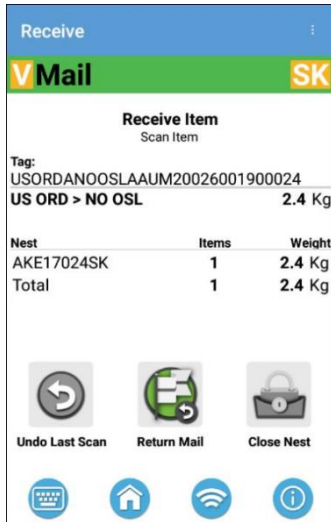 Receive
V Mail SK
Receive Item
Scan Item
Tag:
USORDANOOSLAAUM20026001900024
US ORD > NO OSL 2.4 Kg
Nest Items Weight
AKE17024SK 1 2.4 Kg
Total 1 2.4 Kg
Undo Last Scan Return Mail Close Nest